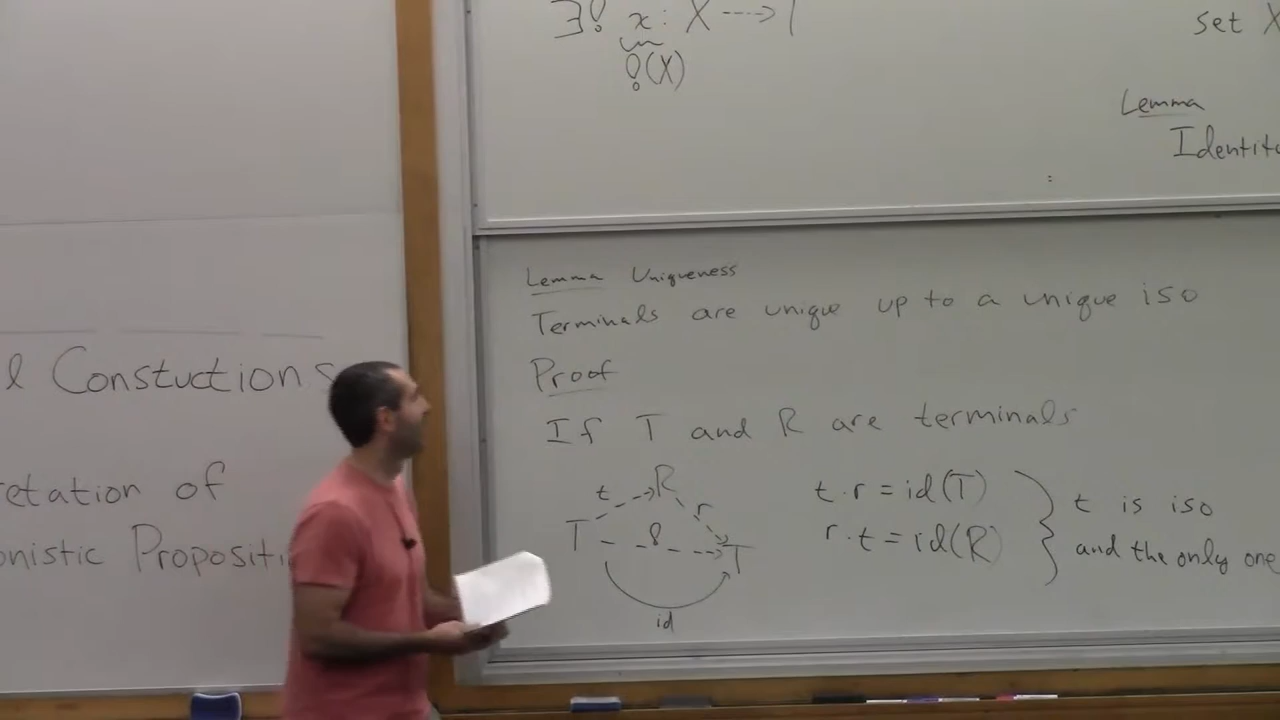 ∃! x: X ⇢ 1
!(X)
set X
Lemma
Identit
Lemma Uniqueness
Terminals are unique up to a unique iso
Proof
If T and R are terminals
T t R r T ! id
t·r = id(T)
r·t = id(R)
t is iso
and the only one
l Constuctions
etation of
onistic Propositi